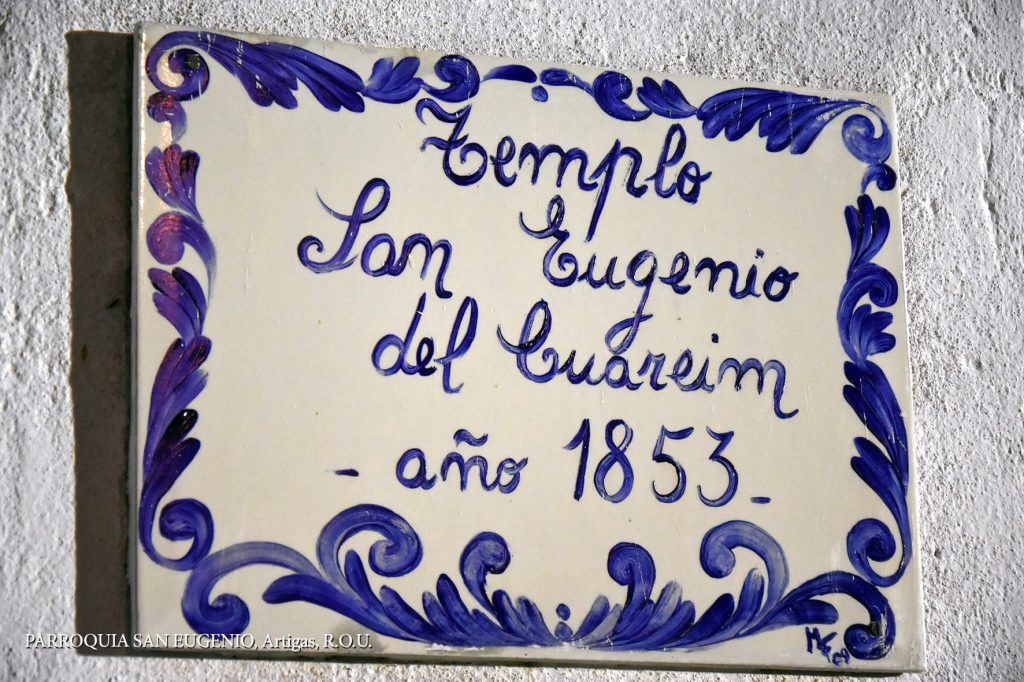 Templo
San Eugenio
del Cuareim
- año 1853 -
PARROQUIA SAN EUGENIO, Artigas, R.O.U.